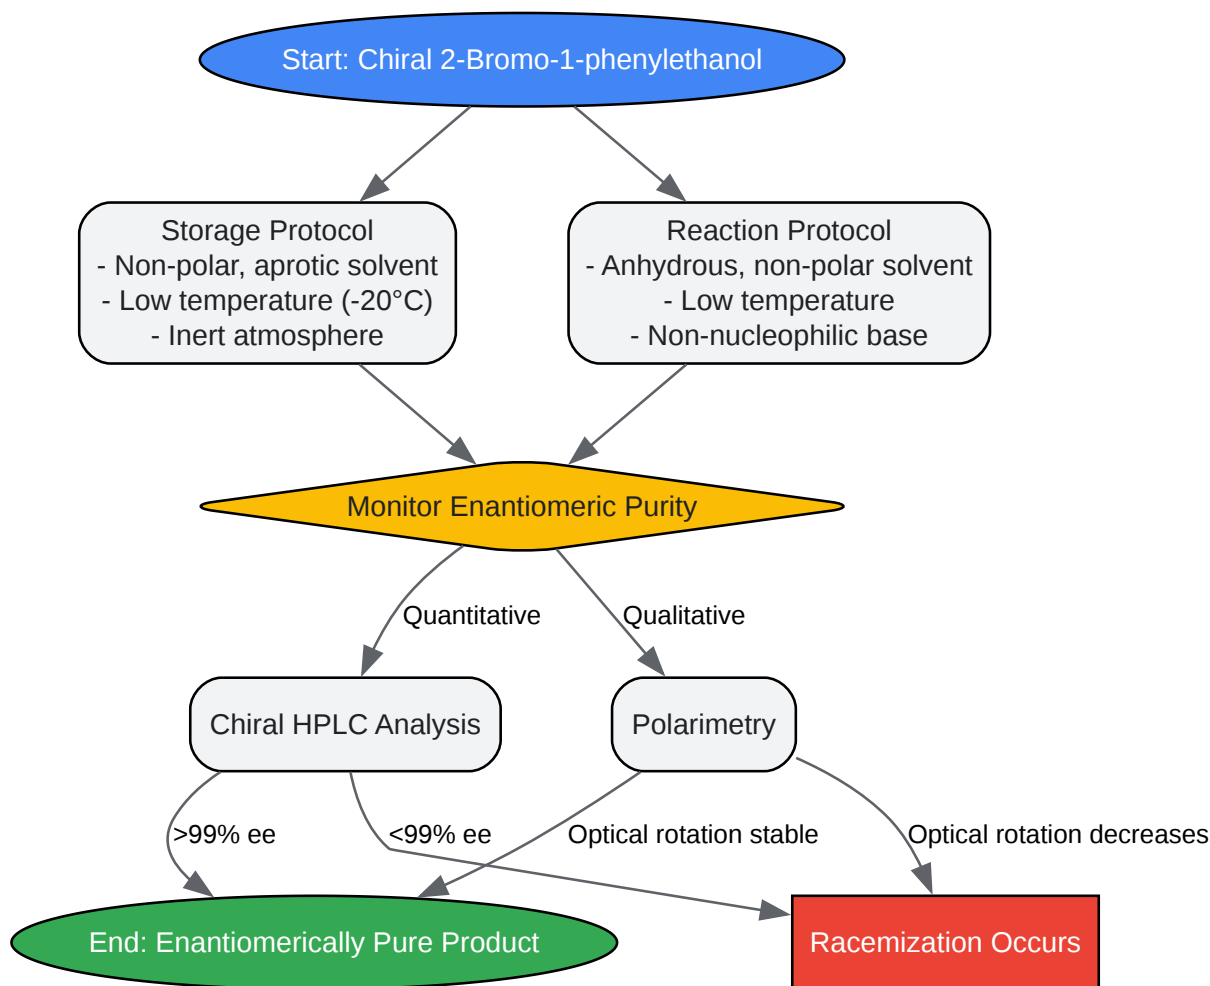 Start: Chiral 2-Bromo-1-phenylethanol
Storage Protocol
- Non-polar, aprotic solvent
- Low temperature (-20°C)
- Inert atmosphere
Reaction Protocol
- Anhydrous, non-polar solvent
- Low temperature
- Non-nucleophilic base
Monitor Enantiomeric Purity
Quantitative
Qualitative
Chiral HPLC Analysis
Polarimetry
>99% ee
<99% ee
Optical rotation stable
Optical rotation decreases
End: Enantiomerically Pure Product
Racemization Occurs